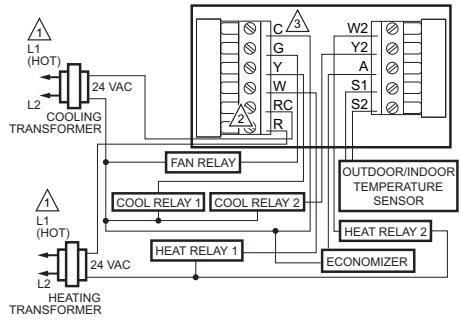 1
L1
(HOT)
24 VAC
L2
COOLING
TRANSFORMER
3
C
G
Y
W
RC
R
2
W2
Y2
A
S1
S2
FAN RELAY
COOL RELAY 1
COOL RELAY 2
OUTDOOR/INDOOR
TEMPERATURE
SENSOR
HEAT RELAY 2
HEAT RELAY 1
ECONOMIZER
1
L1
(HOT)
24 VAC
L2
HEATING
TRANSFORMER